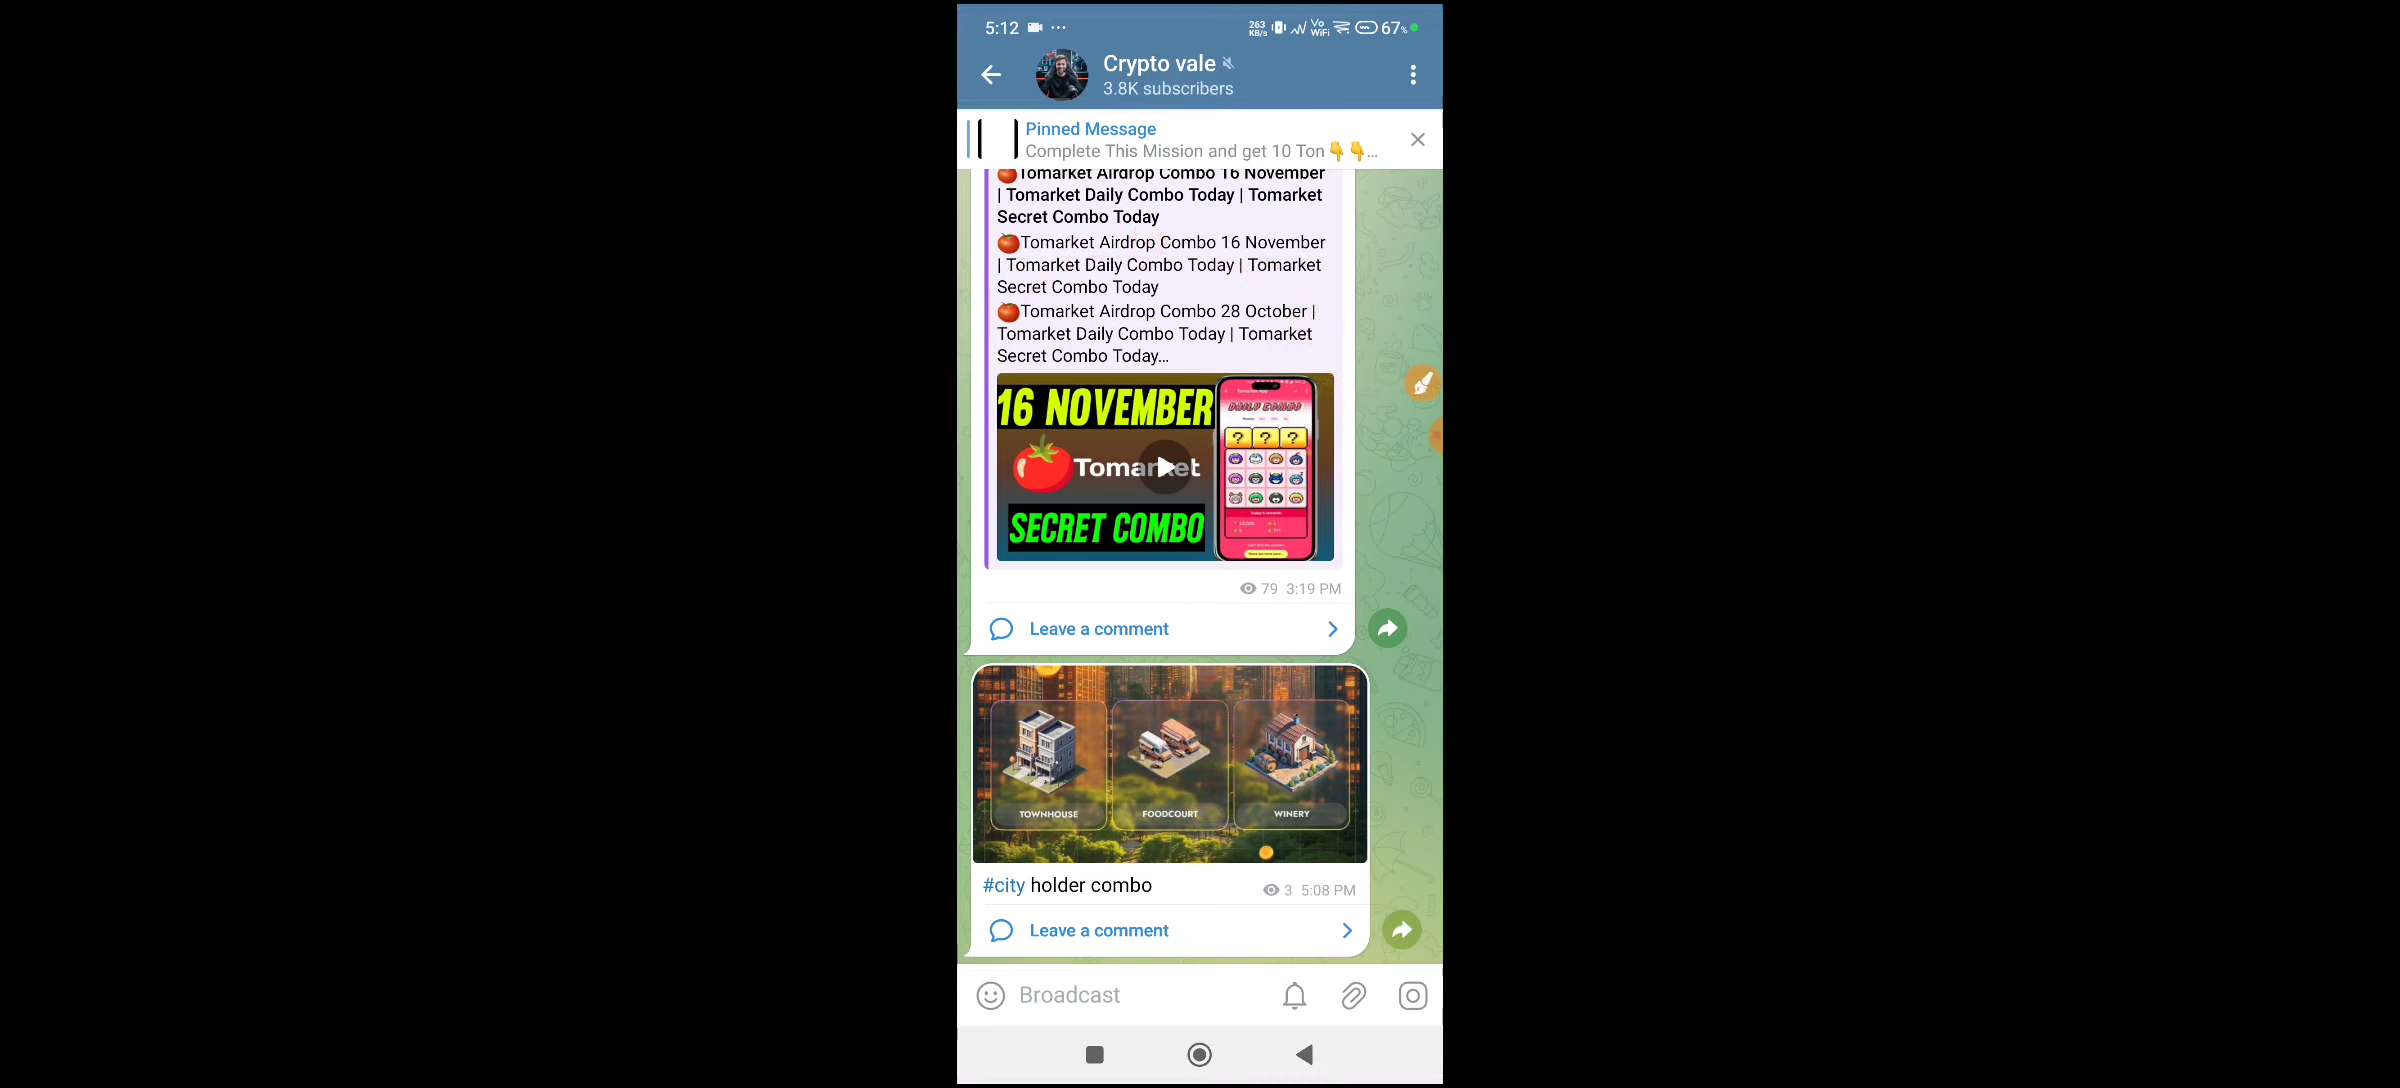 5:12 ...
263 KB/s Vo WiFi 67%
Crypto vale
3.8K subscribers
Pinned Message
Complete This Mission and get 10 Ton👇👇...
🍅Tomarket Airdrop Combo 16 November
| Tomarket Daily Combo Today | Tomarket
Secret Combo Today
🍅Tomarket Airdrop Combo 16 November
| Tomarket Daily Combo Today | Tomarket
Secret Combo Today
🍅Tomarket Airdrop Combo 28 October |
Tomarket Daily Combo Today | Tomarket
Secret Combo Today...
16 NOVEMBER
DAILY COMBO
? ? ?
Tomarket
SECRET COMBO
79 3:19 PM
Leave a comment
TOWNHOUSE
FOODCOURT
WINERY
#city holder combo
3 5:08 PM
Leave a comment
Broadcast